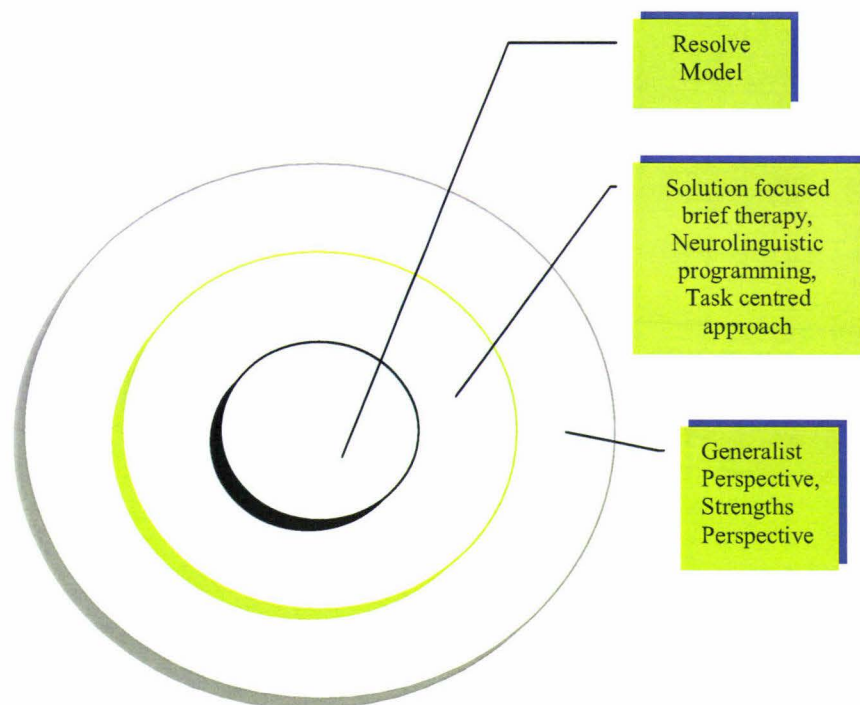 Resolve
Model
Solution focused
brief therapy,
Neurolinguistic
programming,
Task centred
approach
Generalist
Perspective,
Strengths
Perspective